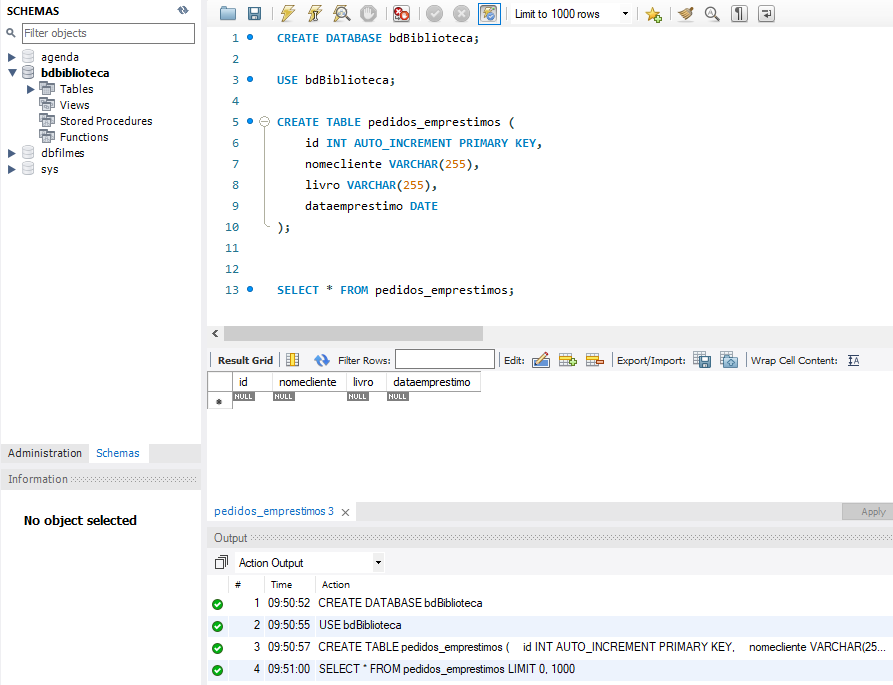 SCHEMAS
Filter objects
agenda
bdbiblioteca
Tables
Views
Stored Procedures
Functions
dbfilmes
sys
Administration Schemas
Information
No object selected
Limit to 1000 rows
1 CREATE DATABASE bdBiblioteca;
2
3 USE bdBiblioteca;
4
5 CREATE TABLE pedidos_emprestimos (
6 id INT AUTO_INCREMENT PRIMARY KEY,
7 nomecliente VARCHAR(255),
8 livro VARCHAR(255),
9 dataemprestimo DATE
10 );
11
12
13 SELECT * FROM pedidos_emprestimos;
Result Grid Filter Rows: Edit: Export/Import: Wrap Cell Content:
id nomecliente livro dataemprestimo
NULL NULL NULL NULL
pedidos_emprestimos 3
Apply
Output
Action Output
# Time Action
1 09:50:52 CREATE DATABASE bdBiblioteca
2 09:50:55 USE bdBiblioteca
3 09:50:57 CREATE TABLE pedidos_emprestimos ( id INT AUTO_INCREMENT PRIMARY KEY, nomecliente VARCHAR(25...
4 09:51:00 SELECT * FROM pedidos_emprestimos LIMIT 0, 1000